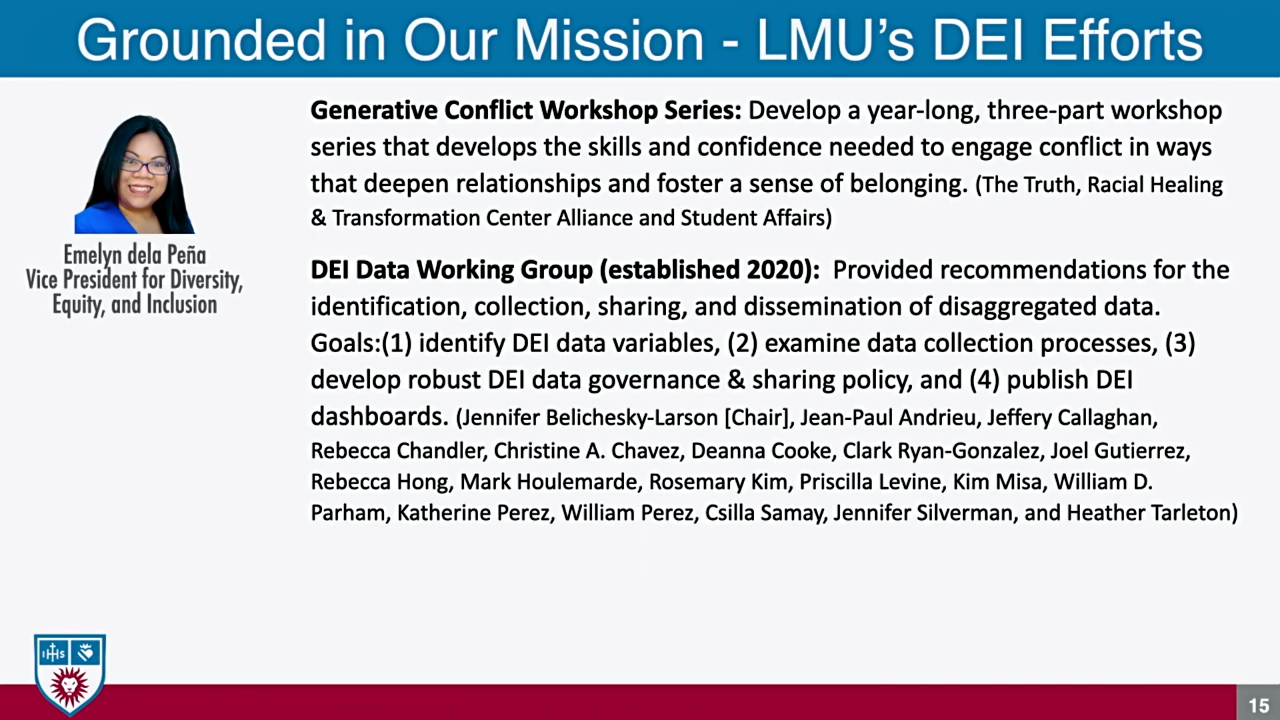 Grounded in Our Mission - LMU's DEI Efforts
Emelyn dela Peña
Vice President for Diversity,
Equity, and Inclusion
Generative Conflict Workshop Series: Develop a year-long, three-part workshop
series that develops the skills and confidence needed to engage conflict in ways
that deepen relationships and foster a sense of belonging. (The Truth, Racial Healing
& Transformation Center Alliance and Student Affairs)
DEI Data Working Group (established 2020): Provided recommendations for the
identification, collection, sharing, and dissemination of disaggregated data.
Goals:(1) identify DEI data variables, (2) examine data collection processes, (3)
develop robust DEI data governance & sharing policy, and (4) publish DEI
dashboards. (Jennifer Belichesky-Larson [Chair], Jean-Paul Andrieu, Jeffery Callaghan,
Rebecca Chandler, Christine A. Chavez, Deanna Cooke, Clark Ryan-Gonzalez, Joel Gutierrez,
Rebecca Hong, Mark Houlemarde, Rosemary Kim, Priscilla Levine, Kim Misa, William D.
Parham, Katherine Perez, William Perez, Csilla Samay, Jennifer Silverman, and Heather Tarleton)
IHS
15